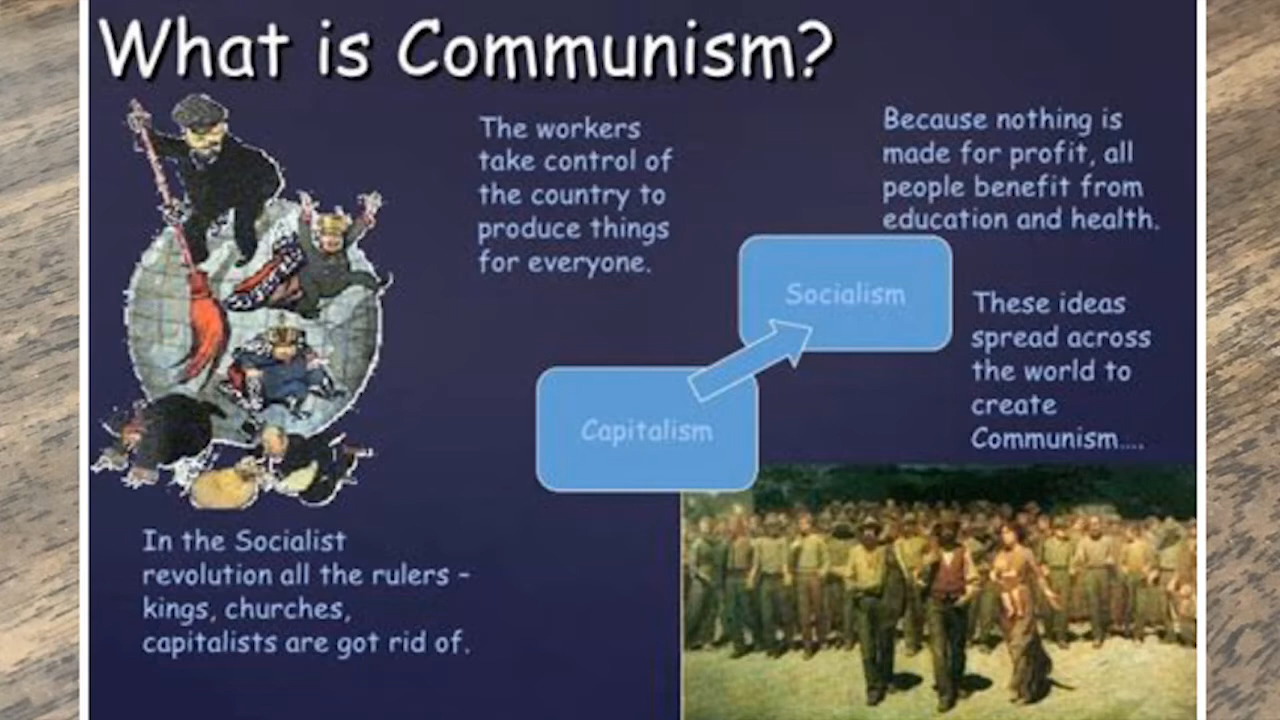 What is Communism?
The workers
take control of
the country to
produce things
for everyone.
Because nothing is
made for profit, all
people benefit from
education and health.
Socialism
These ideas
spread across
the world to
create
Communism....
Capitalism
In the Socialist
revolution all the rulers –
kings, churches,
capitalists are got rid of.